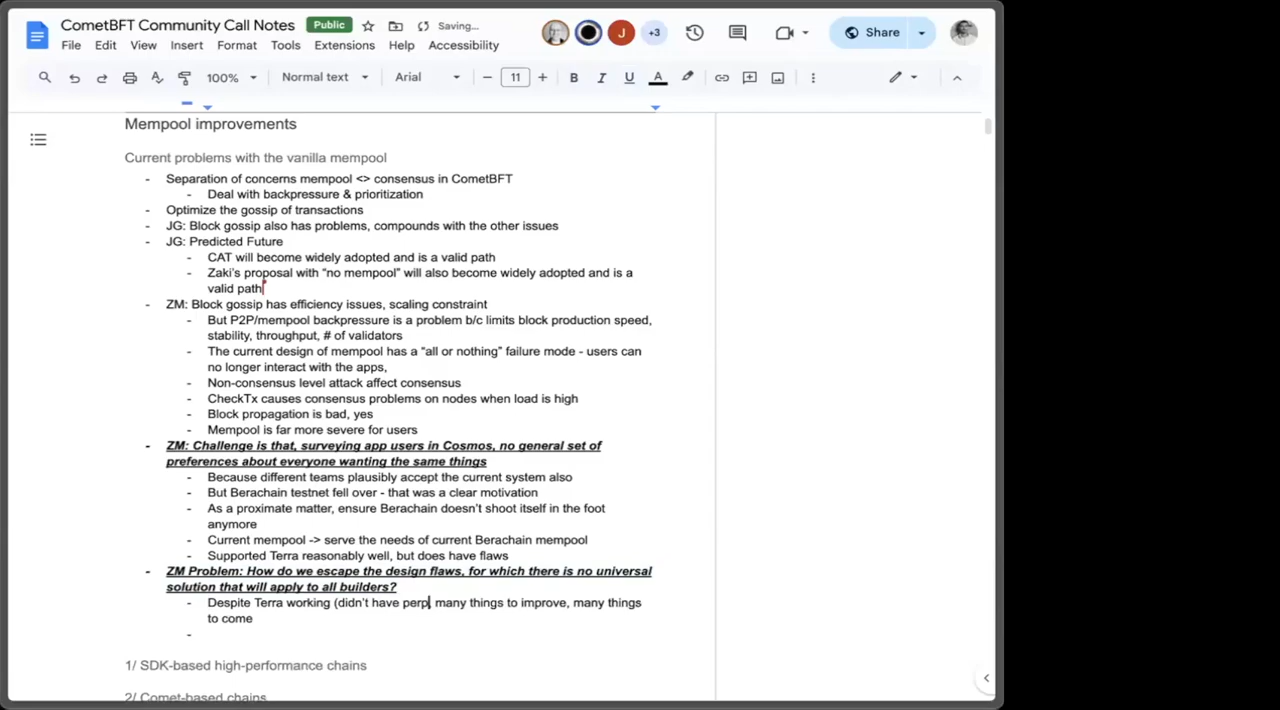 CometBFT Community Call Notes Public Saving...
J +3 Share
File Edit View Insert Format Tools Extensions Help Accessibility
100% Normal text Arial − 11 + B I U A
Mempool improvements
Current problems with the vanilla mempool
- Separation of concerns mempool <> consensus in CometBFT
- Deal with backpressure & prioritization
- Optimize the gossip of transactions
- JG: Block gossip also has problems, compounds with the other issues
- JG: Predicted Future
- CAT will become widely adopted and is a valid path
- Zaki's proposal with “no mempool” will also become widely adopted and is a
valid path
- ZM: Block gossip has efficiency issues, scaling constraint
- But P2P/mempool backpressure is a problem b/c limits block production speed,
stability, throughput, # of validators
- The current design of mempool has a “all or nothing” failure mode - users can
no longer interact with the apps,
- Non-consensus level attack affect consensus
- CheckTx causes consensus problems on nodes when load is high
- Block propagation is bad, yes
- Mempool is far more severe for users
- ZM: Challenge is that, surveying app users in Cosmos, no general set of
preferences about everyone wanting the same things
- Because different teams plausibly accept the current system also
- But Berachain testnet fell over - that was a clear motivation
- As a proximate matter, ensure Berachain doesn't shoot itself in the foot
anymore
- Current mempool -> serve the needs of current Berachain mempool
- Supported Terra reasonably well, but does have flaws
- ZM Problem: How do we escape the design flaws, for which there is no universal
solution that will apply to all builders?
- Despite Terra working (didn't have perp, many things to improve, many things
to come
-
1/ SDK-based high-performance chains
2/ Comet-based chains